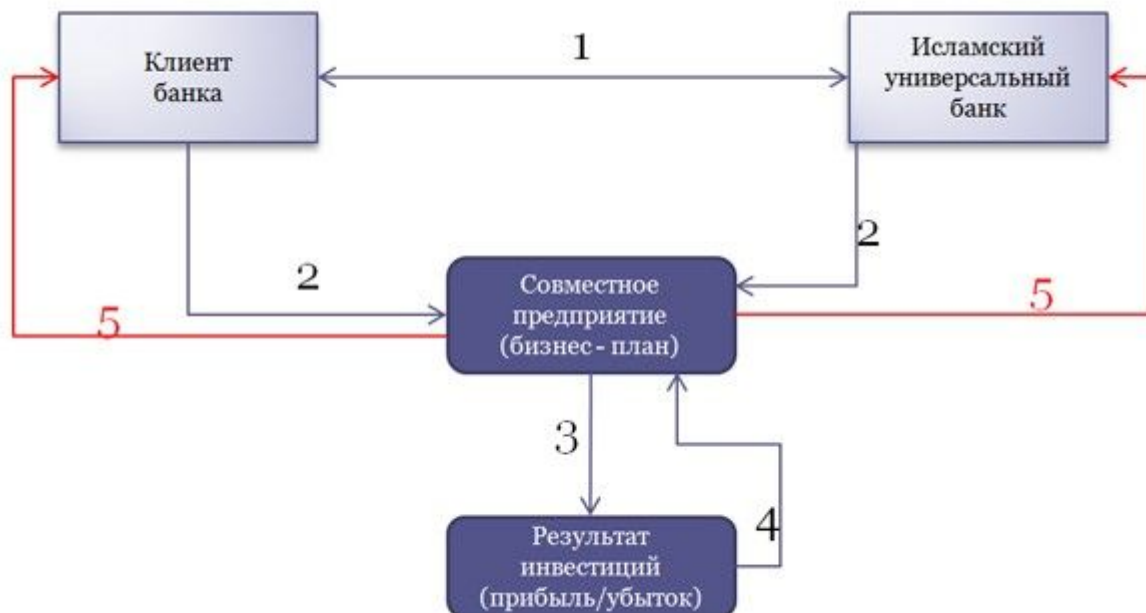 Клиент
банка
1
Исламский
универсальный
банк
2
2
5
Совместное
предприятие
(бизнес - план)
5
3
4
Результат
инвестиций
(прибыль/убыток)